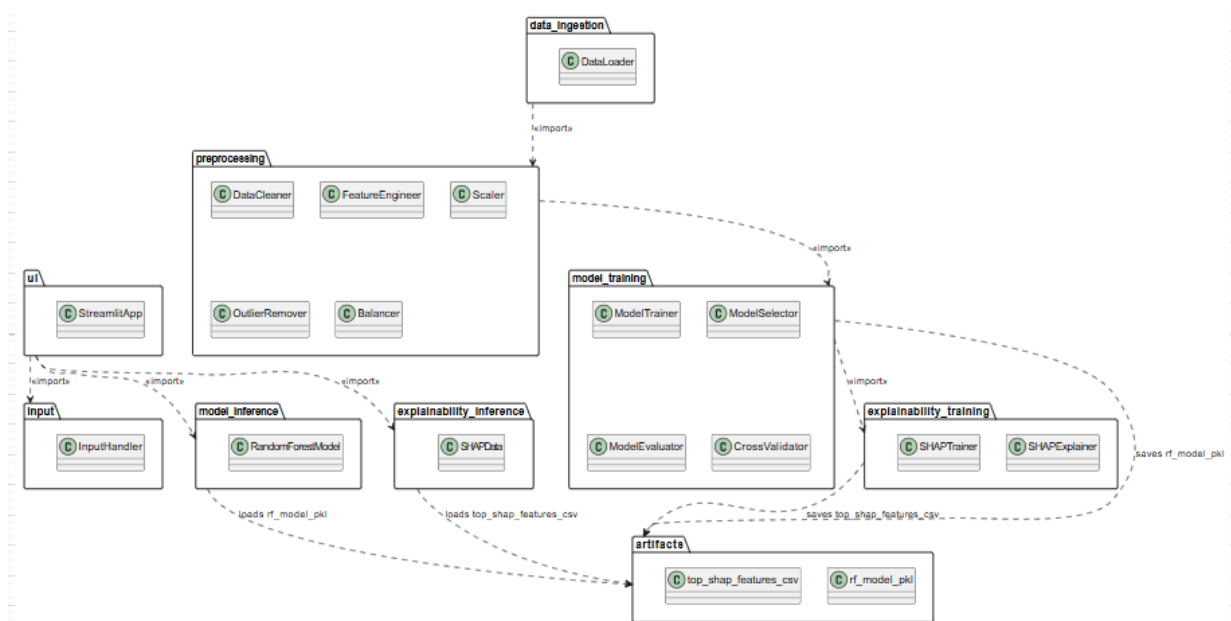 data_ingestion
DataLoader
«import»
preprocessing
DataCleaner
FeatureEngineer
Scaler
OutlierRemover
Balancer
«import»
ui
StreamlitApp
model_training
ModelTrainer
ModelSelector
ModelEvaluator
CrossValidator
«import»
«import»
«import»
«import»
input
InputHandler
model_inference
RandomForestModel
explainability_inference
SHAPData
explainability_training
SHAPTrainer
SHAPExplainer
saves rf_model_pkl
loads rf_model_pkl
loads top_shap_features_csv
saves top_shap_features_csv
artifacts
top_shap_features_csv
rf_model_pkl